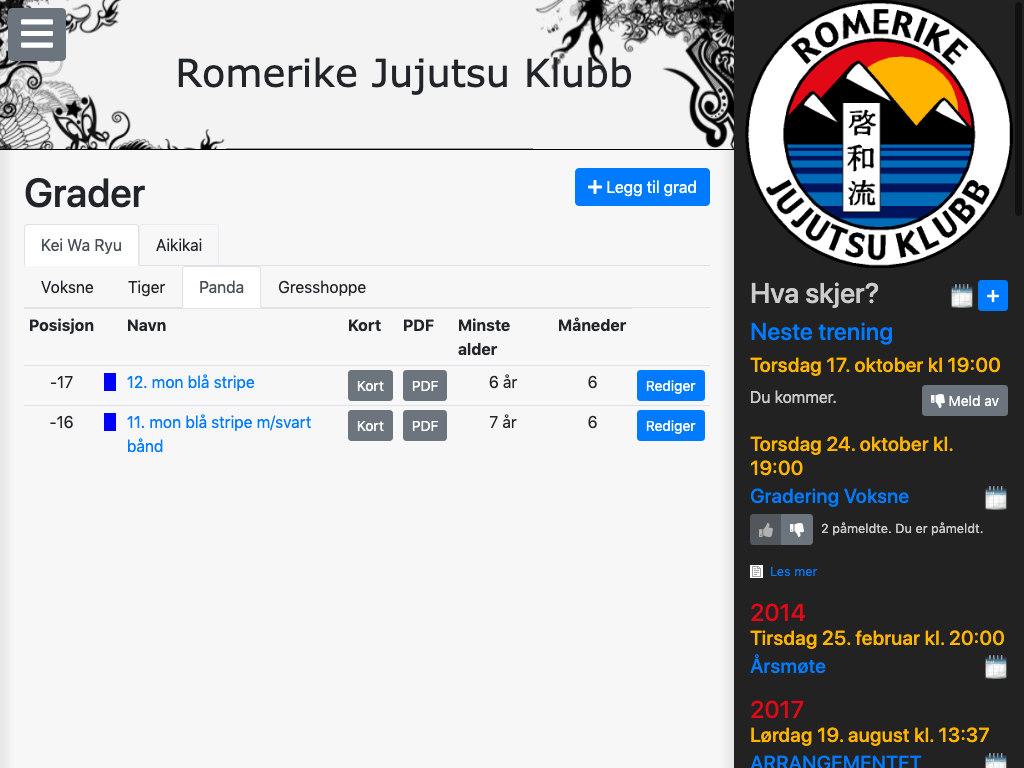 Romerike Jujutsu Klubb
Grader
Legg til grad
Kei Wa Ryu
Aikikai
Voksne
Tiger
Panda
Gresshoppe
Posisjon Navn Kort PDF Minste alder Måneder
-17 12. mon blå stripe Kort PDF 6 år 6 Rediger
-16 11. mon blå stripe m/svart bånd Kort PDF 7 år 6 Rediger
ROMERIKE
啓和流
JUJUTSU KLUBB
Hva skjer?
Neste trening
Torsdag 17. oktober kl 19:00
Du kommer.
Meld av
Torsdag 24. oktober kl.
19:00
Gradering Voksne
2 påmeldte. Du er påmeldt.
Les mer
2014
Tirsdag 25. februar kl. 20:00
Årsmøte
2017
Lørdag 19. august kl. 13:37
ARRANGEMENTET